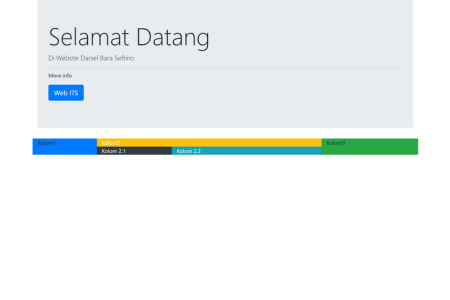 Selamat Datang
Di Website Daniel Bara Seftino
More info
Web ITS
Kolom1
Kolom2
Kolom3
Kolom 2.1
Kolom 2.2